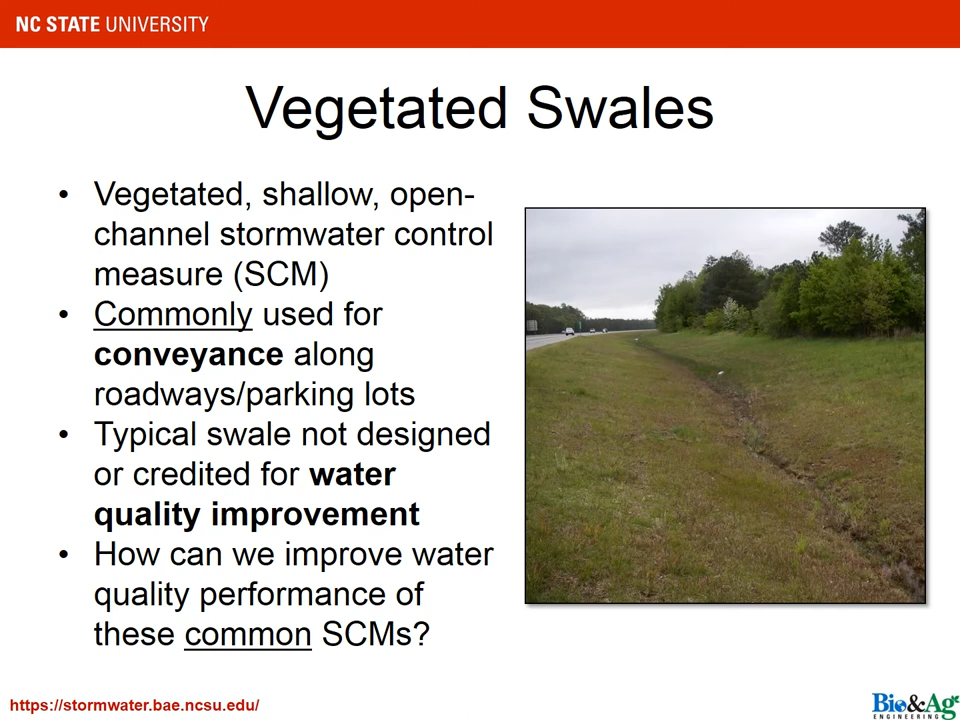 NC STATE UNIVERSITY
Vegetated Swales
• Vegetated, shallow, open-
channel stormwater control
measure (SCM)
• Commonly used for
conveyance along
roadways/parking lots
• Typical swale not designed
or credited for water
quality improvement
• How can we improve water
quality performance of
these common SCMs?
https://stormwater.bae.ncsu.edu/
Bio&Ag
ENGINEERING